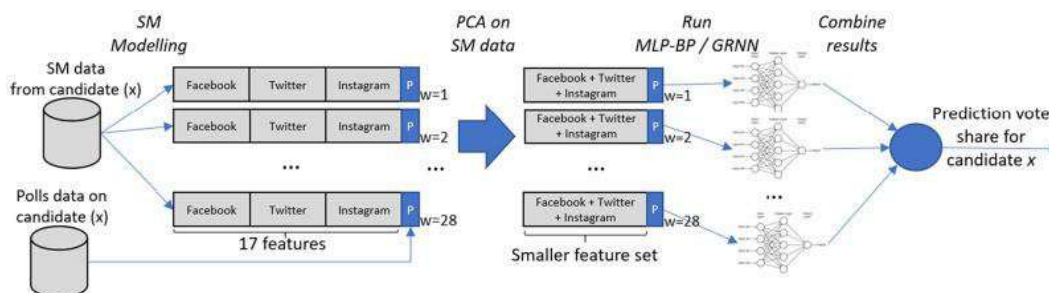 SM
Modelling
PCA on
SM data
Run
MLP-BP / GRNN
Combine
results
SM data
from candidate (x)
Facebook Twitter Instagram P w=1
Facebook Twitter Instagram P w=2
... ...
Facebook Twitter Instagram P w=28
17 features
Polls data on
candidate (x)
Facebook + Twitter
+ Instagram P w=1
Facebook + Twitter
+ Instagram P w=2
... ...
Facebook + Twitter
+ Instagram P w=28
Smaller feature set
Prediction vote
share for
candidate x